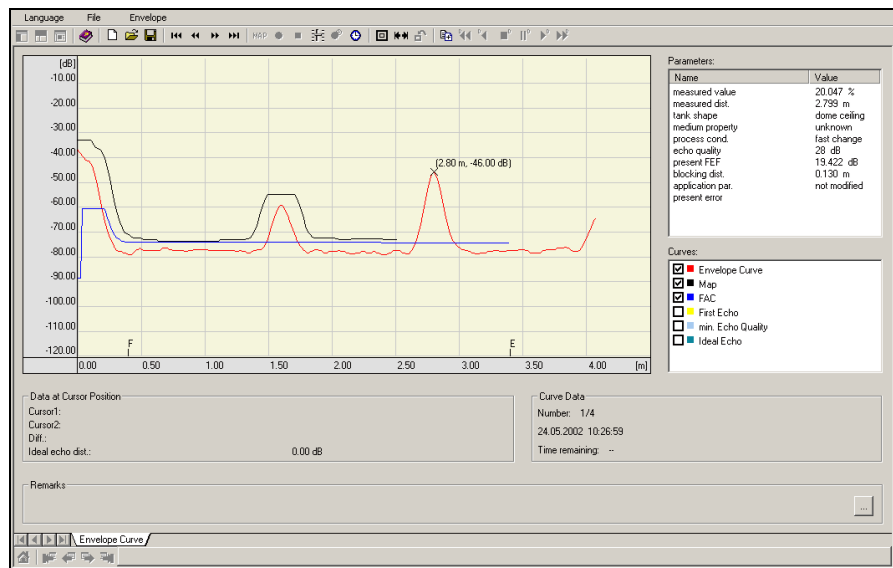 Language File Envelope
MAP
[dB]
-10.00
-20.00
-30.00
-40.00
-50.00
-60.00
-70.00
-80.00
-90.00
-100.00
-110.00
-120.00
(2.80 m, -46.00 dB)
F E
0.00 0.50 1.00 1.50 2.00 2.50 3.00 3.50 4.00 [m]
Parameters:
Name Value
measured value 20.047 %
measured dist. 2.799 m
tank shape dome ceiling
medium property unknown
process cond. fast change
echo quality 28 dB
present FEF 19.422 dB
blocking dist. 0.130 m
application par. not modified
present error
Curves:
Envelope Curve
Map
FAC
First Echo
min. Echo Quality
Ideal Echo
Data at Cursor Position
Cursor1:
Cursor2:
Diff.:
Ideal echo dist.: 0.00 dB
Curve Data
Number: 1/4
24.05.2002 10:26:59
Time remaining: --
Remarks
...
Envelope Curve